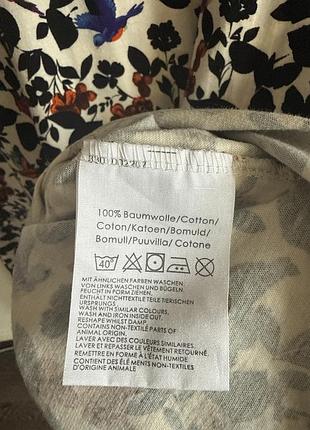 100% Baumwolle/Cotton/
Coton/Katoen/Bomuld/
Bomull/Puuvilla/ Cotone
40°
MIT ÄHNLICHEN FARBEN WASCHEN
VON LINKS WASCHEN UND BÜGELN
FEUCHT IN FORM ZIEHEN.
ENTHÄLT NICHTTEXTILE TEILE TIERISCHEN
URSPRUNGS
WASH WITH SIMILAR COLOURS.
WASH AND IRON INSIDE OUT
RESHAPE WHILST DAMP
CONTAINS NON-TEXTILE PARTS OF
ANIMAL ORIGIN.
LAVER AVEC DES COULEURS SIMILAIRES.
LAVER ET REPASSER LE VÊTEMENT RETOURNÉ.
REMETTRE EN FORME À L'ÉTAT HUMIDE
CONTIENT DES ÉLÉMENTS NON-TEXTILES
D'ORIGINE ANIMALE